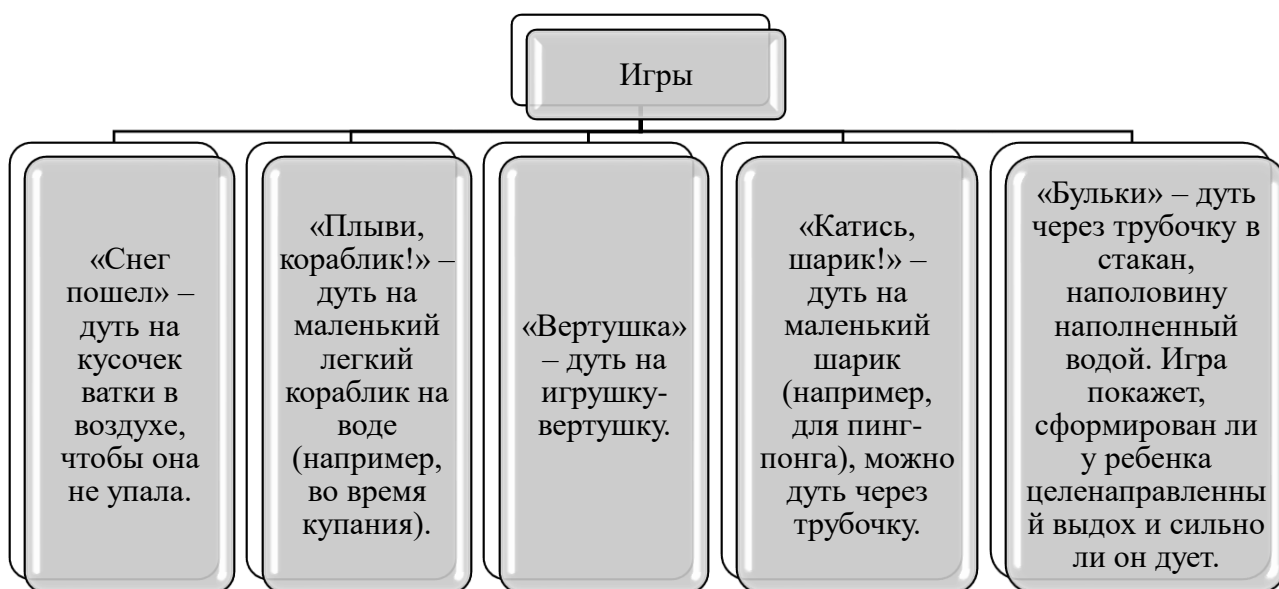 Игры
«Снег
пошел» –
дуть на
кусочек
ватки в
воздухе,
чтобы она
не упала.
«Плыви,
кораблик!» –
дуть на
маленький
легкий
кораблик на
воде
(например,
во время
купания).
«Вертушка»
– дуть на
игрушку-
вертушку.
«Катись,
шарик!» –
дуть на
маленький
шарик
(например,
для пинг-
понга), можно
дуть через
трубочку.
«Бульки» – дуть
через трубочку в
стакан,
наполовину
наполненный
водой. Игра
покажет,
сформирован ли
у ребенка
целенаправленны
й выдох и сильно
ли он дует.